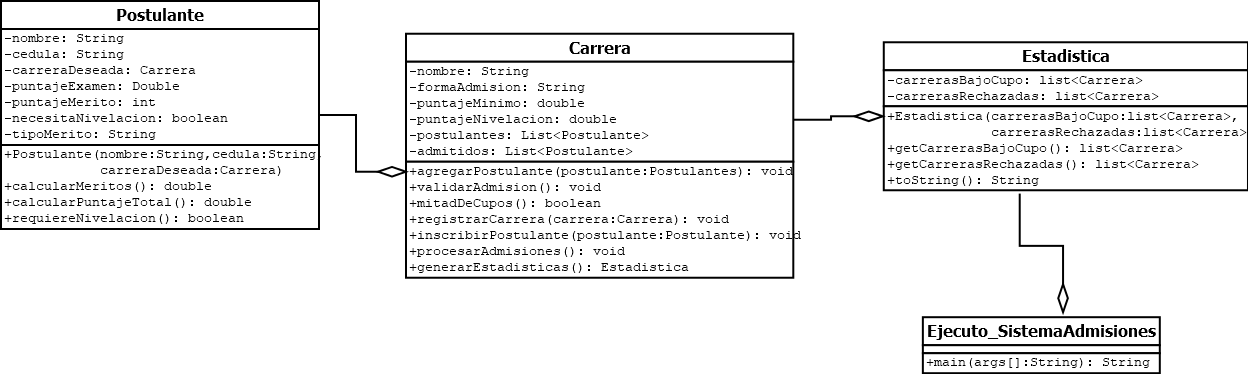 Postulante
-nombre: String
-cedula: String
-carreraDeseada: Carrera
-puntajeExamen: Double
-puntajeMerito: int
-necesitaNivelacion: boolean
-tipoMerito: String
+Postulante(nombre:String,cedula:String,
carreraDeseada:Carrera)
+calcularMeritos(): double
+calcularPuntajeTotal(): double
+requiereNivelacion(): boolean
Carrera
-nombre: String
-formaAdmision: String
-puntajeMinimo: double
-puntajeNivelacion: double
-postulantes: List<Postulante>
-admitidos: List<Postulante>
+agregarPostulante(postulante:Postulantes): void
+validarAdmision(): void
+mitadDeCupos(): boolean
+registrarCarrera(carrera:Carrera): void
+inscribirPostulante(postulante:Postulante): void
+procesarAdmisiones(): void
+generarEstadisticas(): Estadistica
Estadistica
-carrerasBajoCupo: list<Carrera>
-carrerasRechazadas: list<Carrera>
+Estadistica(carrerasBajoCupo:list<Carrera>,
carrerasRechazadas:list<Carrera>
+getCarrerasBajoCupo(): list<Carrera>
+getCarrerasRechazadas(): list<Carrera>
+toString(): String
Ejecuto_SistemaAdmisiones
+main(args[]:String): String